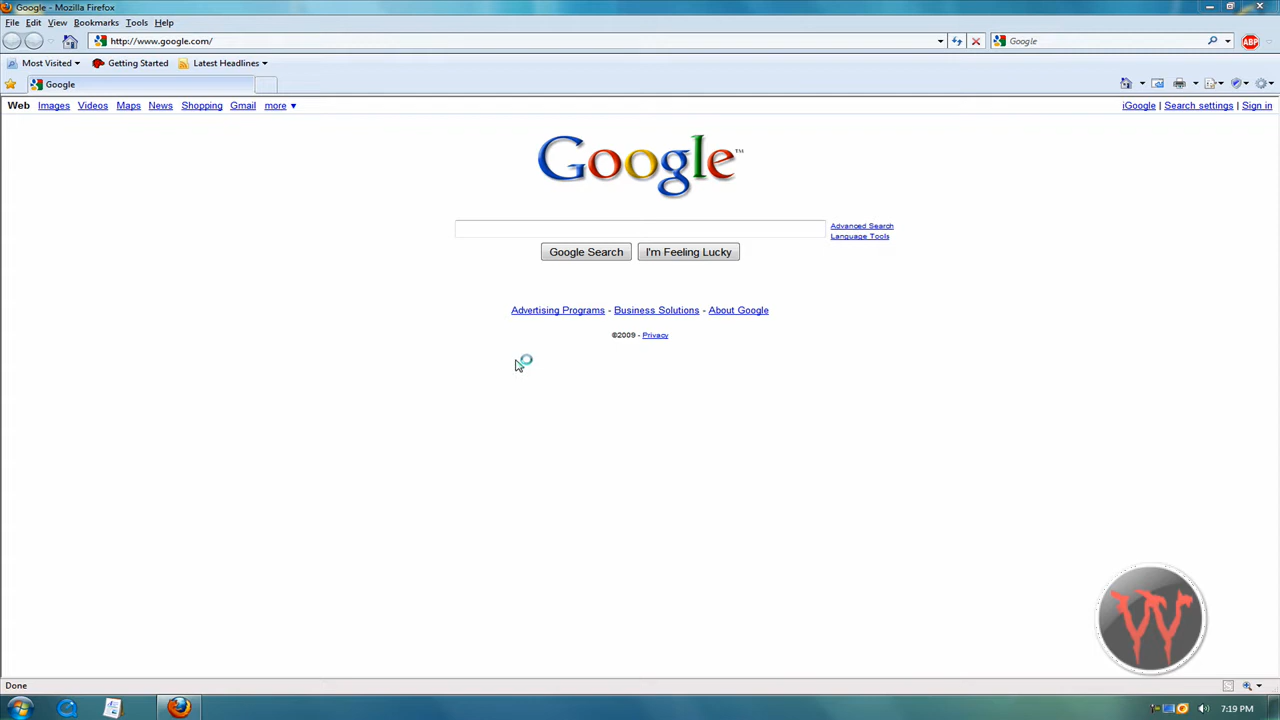 Google - Mozilla Firefox
File Edit View Bookmarks Tools Help
http://www.google.com/ Google ABP
Most Visited Getting Started Latest Headlines
Google
Web Images Videos Maps News Shopping Gmail more ▼ iGoogle | Search settings | Sign in
Google™
Advanced Search
Language Tools
Google Search I'm Feeling Lucky
Advertising Programs - Business Solutions - About Google
©2009 - Privacy
W
Done
7:19 PM